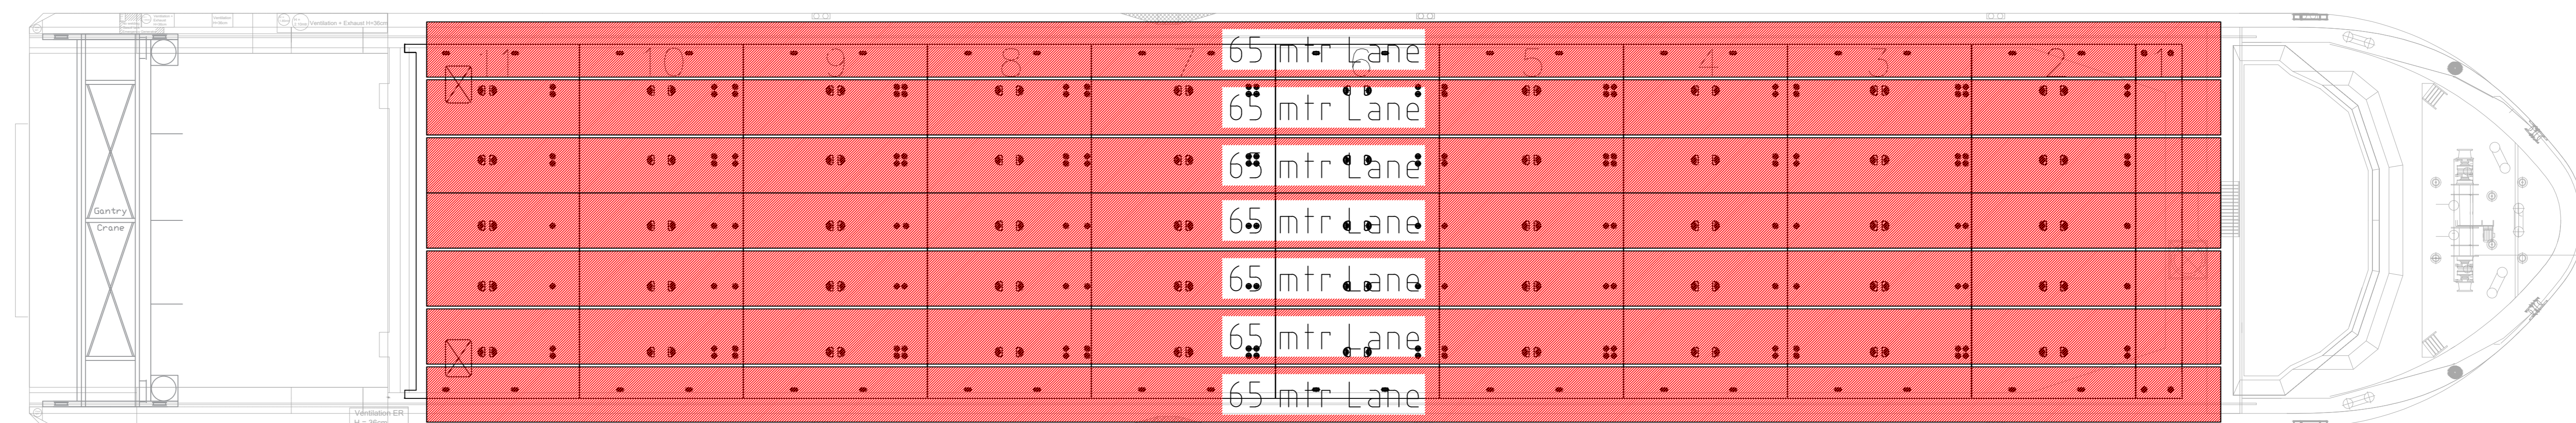 Ventilation + Exhaust H=36cm
11 10 9 8 7 6 5 4 3 2 1
65 mtr Lane
65 mtr Lane
65 mtr Lane
65 mtr Lane
65 mtr Lane
65 mtr Lane
65 mtr Lane
Gantry
Crane
Ventilation ER